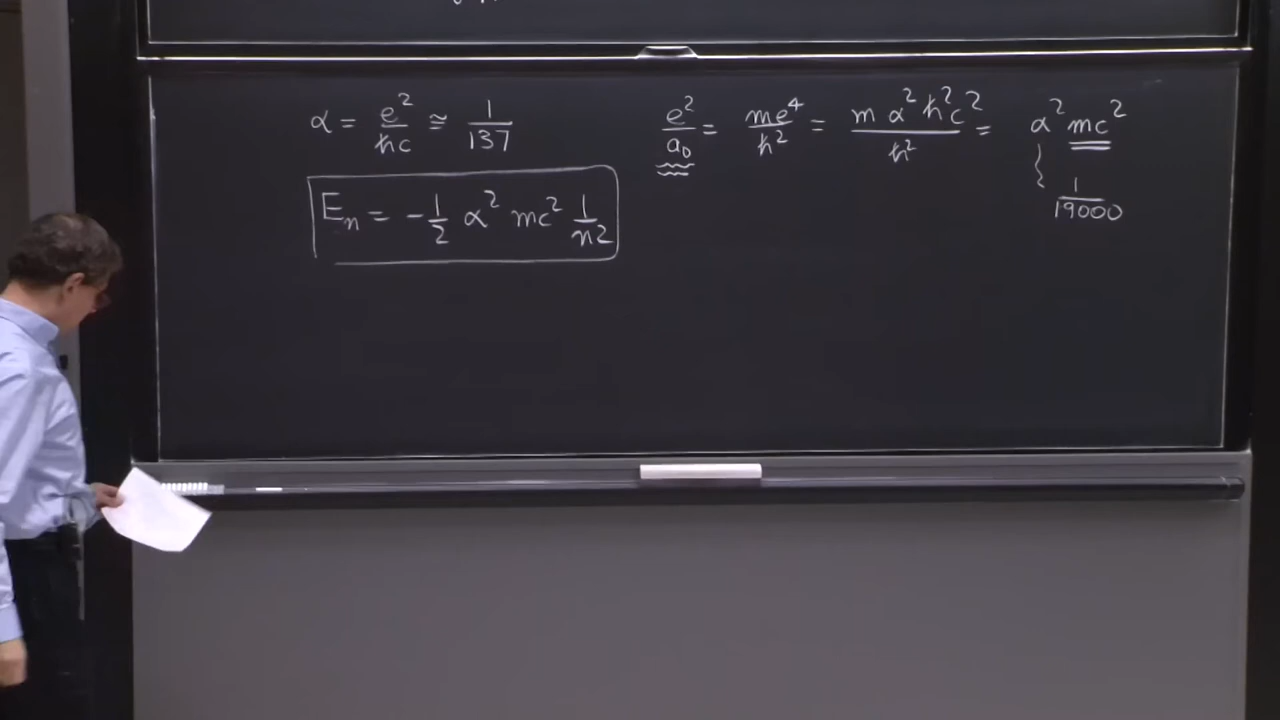 α = e²/ħc ≅ 1/137
e²/a₀ = me⁴/ħ² = m α² ħ² c²/ħ² = α² mc²
1/19000
Eₙ = -1/2 α² mc² 1/n²